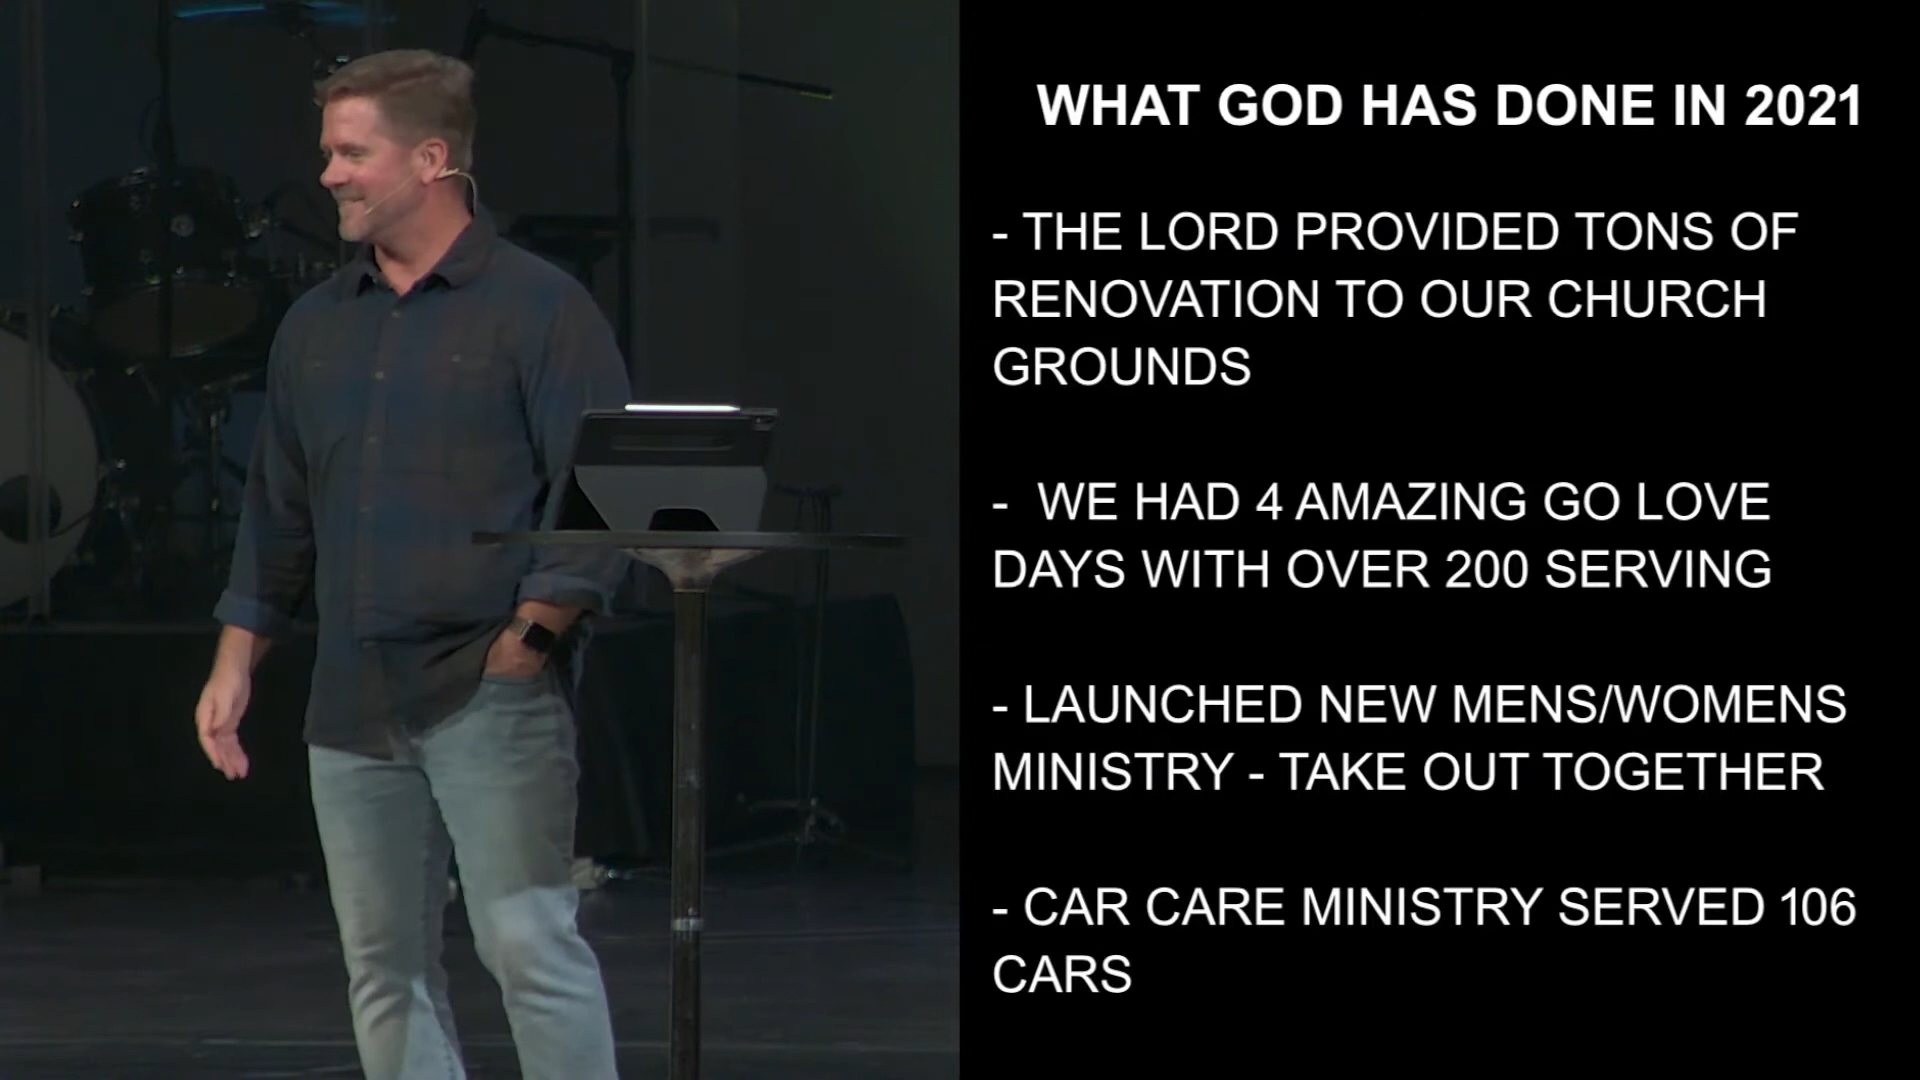 WHAT GOD HAS DONE IN 2021
- THE LORD PROVIDED TONS OF
RENOVATION TO OUR CHURCH
GROUNDS
-  WE HAD 4 AMAZING GO LOVE
DAYS WITH OVER 200 SERVING
- LAUNCHED NEW MENS/WOMENS
MINISTRY - TAKE OUT TOGETHER
- CAR CARE MINISTRY SERVED 106
CARS